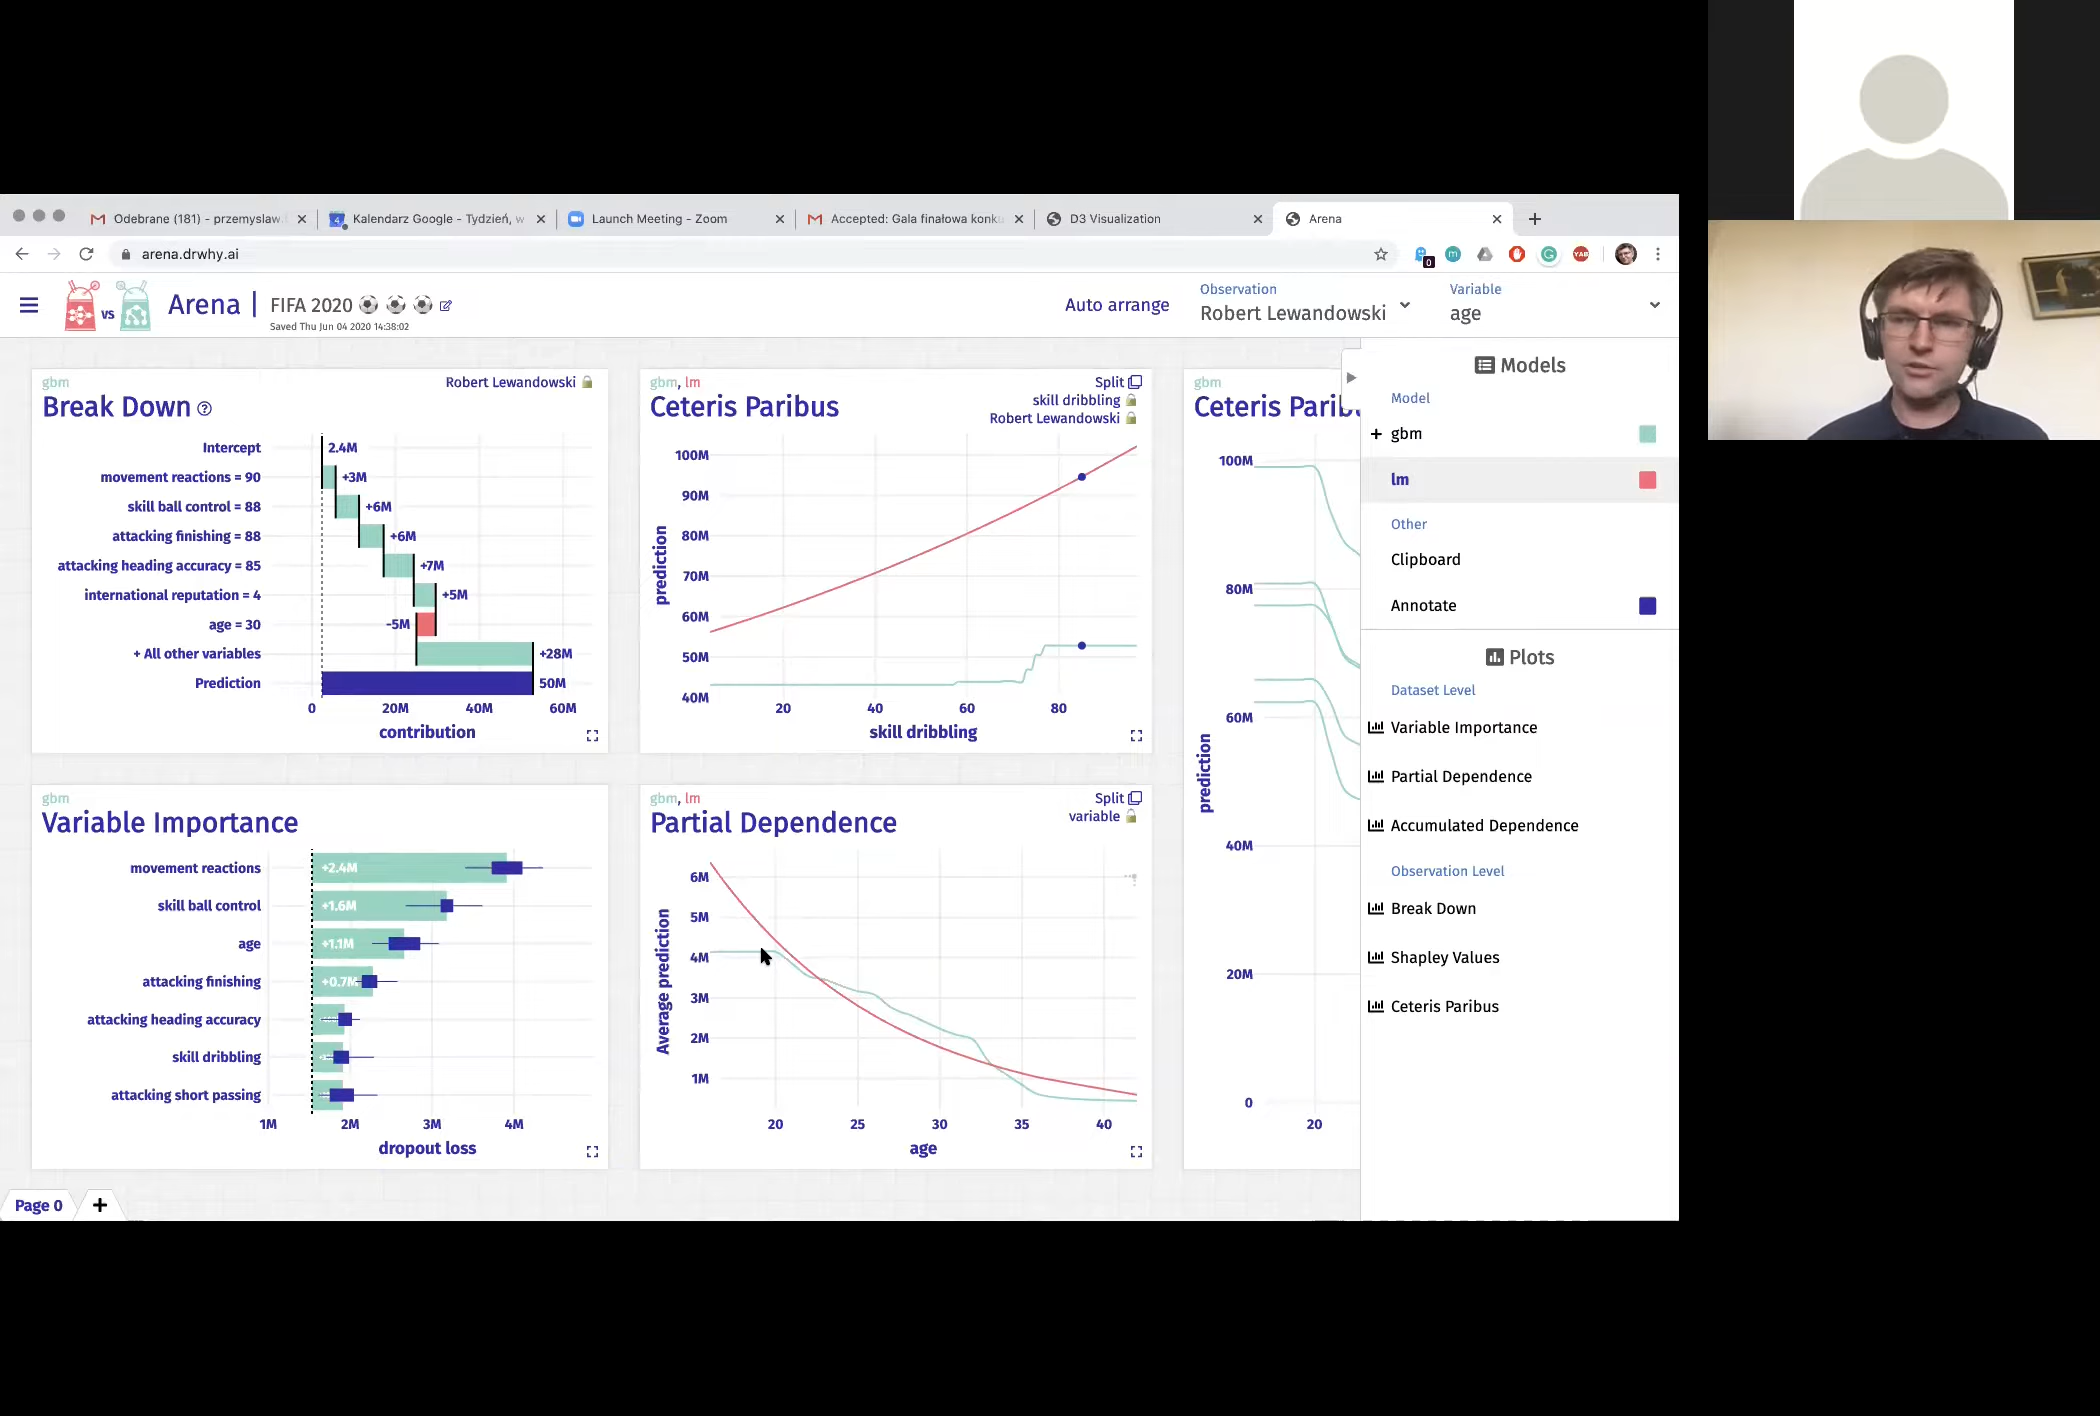 Odebrane (181) - przemyslaw.
Kalendarz Google - Tydzień, w
Launch Meeting - Zoom
Accepted: Gala finałowa konku
D3 Visualization
Arena
arena.drwhy.ai
0
m
YAB
vs
Arena | FIFA 2020
Saved Thu Jun 04 2020 14:38:02
Auto arrange
Observation
Robert Lewandowski
Variable
age
gbm
Robert Lewandowski
Break Down
Intercept
2.4M
movement reactions = 90
+3M
skill ball control = 88
+6M
attacking finishing = 88
+6M
attacking heading accuracy = 85
+7M
international reputation = 4
+5M
age = 30
-5M
+ All other variables
+28M
Prediction
50M
0 20M 40M 60M
contribution
gbm, lm
Split
Ceteris Paribus
skill dribbling
Robert Lewandowski
100M
90M
80M
70M
60M
50M
40M
prediction
20 40 60 80
skill dribbling
gbm
Ceteris Parib
100M
80M
60M
40M
20M
0
prediction
20
gbm
Variable Importance
movement reactions
+2.4M
skill ball control
+1.6M
age
+1.1M
attacking finishing
+0.7M
attacking heading accuracy
skill dribbling
attacking short passing
1M 2M 3M 4M
dropout loss
gbm, lm
Split
Partial Dependence
variable
6M
5M
4M
3M
2M
1M
Average prediction
20 25 30 35 40
age
Models
Model
+ gbm
lm
Other
Clipboard
Annotate
Plots
Dataset Level
Variable Importance
Partial Dependence
Accumulated Dependence
Observation Level
Break Down
Shapley Values
Ceteris Paribus
Page 0
+